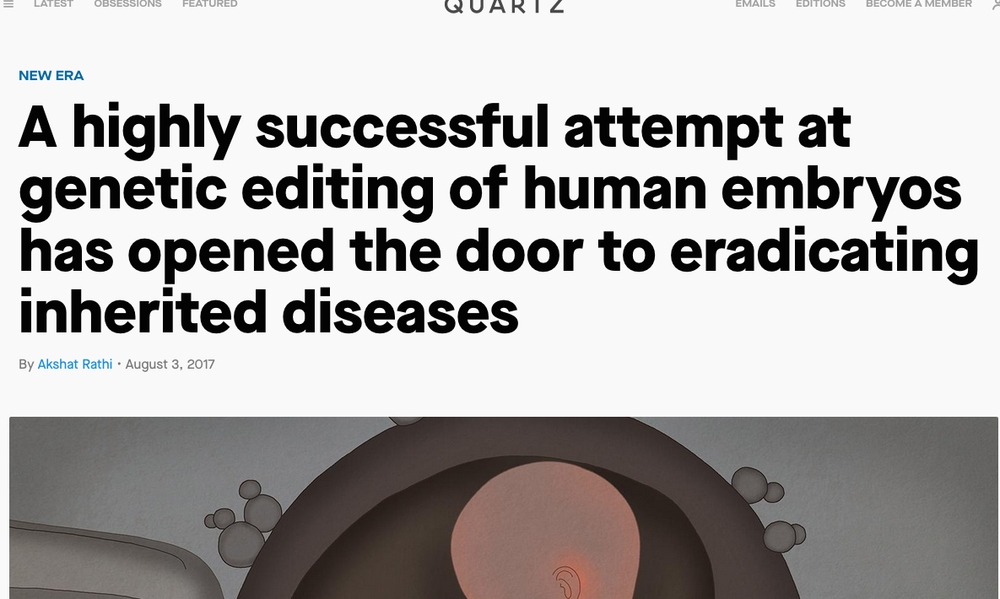 LATEST OBSESSIONS FEATURED QUARTZ EMAILS EDITIONS BECOME A MEMBER
NEW ERA
A highly successful attempt at
genetic editing of human embryos
has opened the door to eradicating
inherited diseases
By Akshat Rathi • August 3, 2017